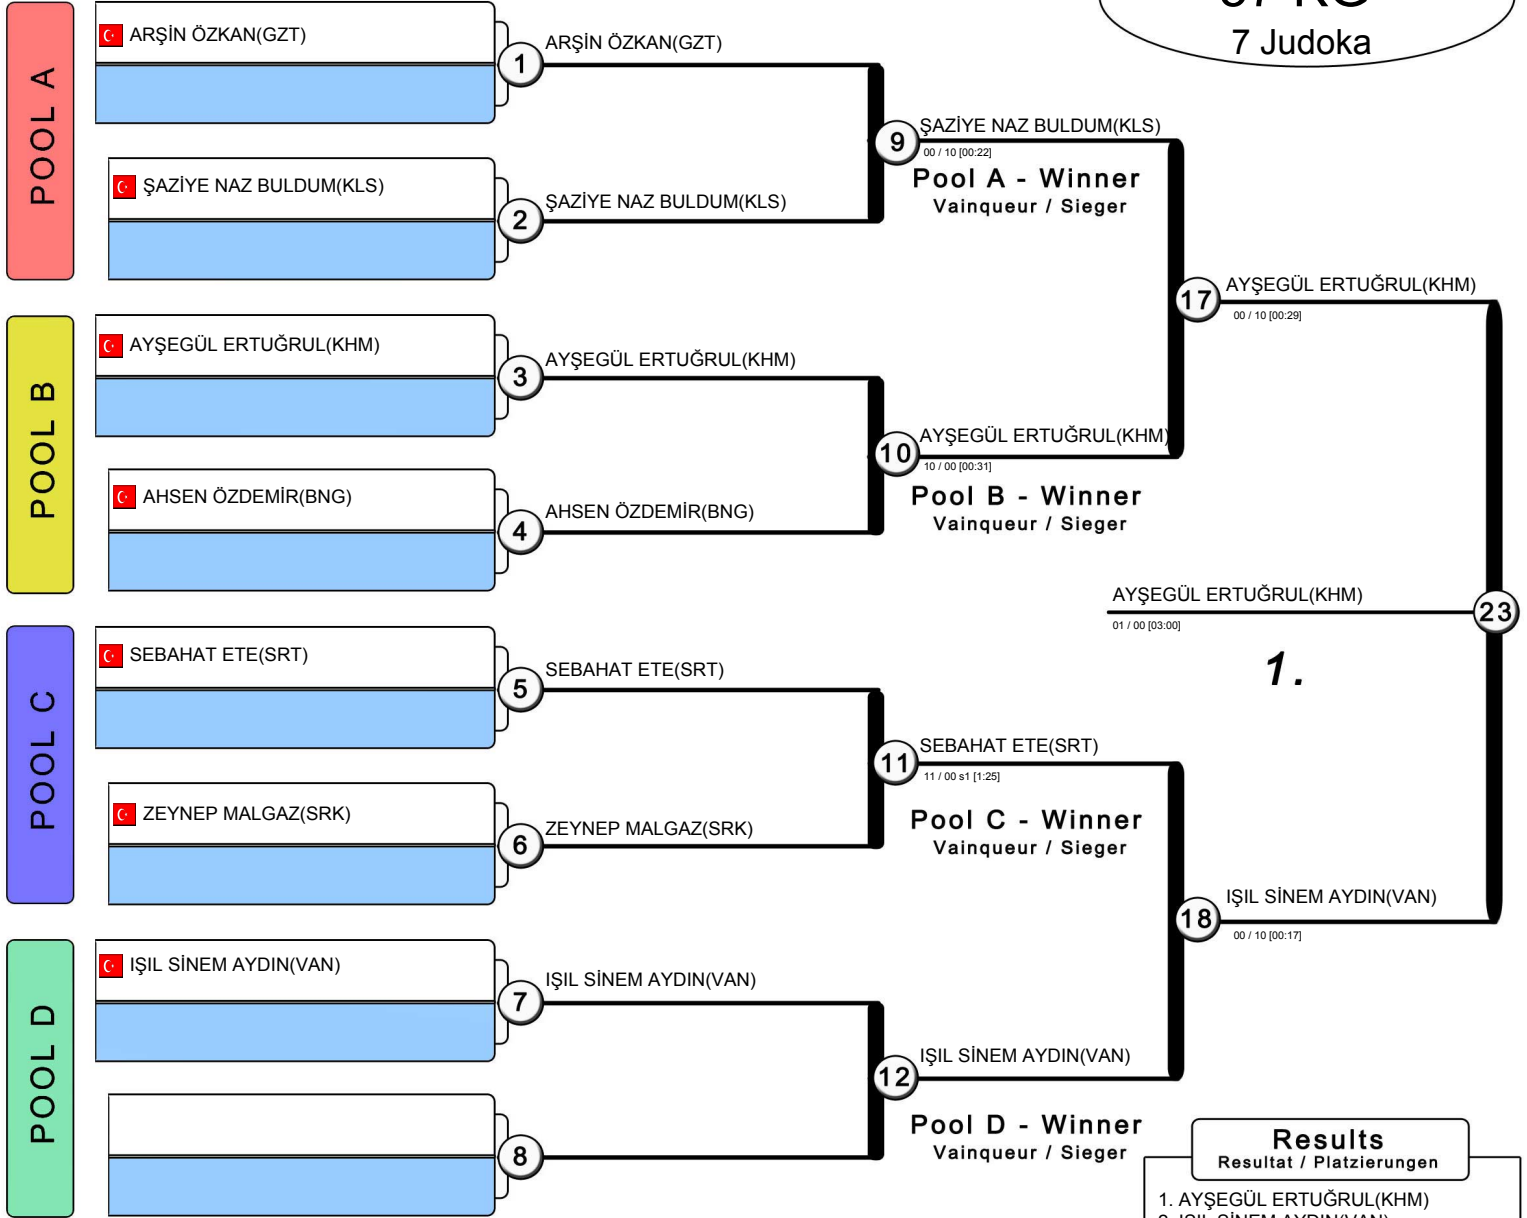 7 Judoka
POOL A
ARŞİN ÖZKAN(GZT)
1
ARŞİN ÖZKAN(GZT)
ŞAZİYE NAZ BULDUM(KLS)
2
ŞAZİYE NAZ BULDUM(KLS)
9
ŞAZİYE NAZ BULDUM(KLS)
00 / 10 [00:22]
Pool A - Winner
Vainqueur / Sieger
POOL B
AYŞEGÜL ERTUĞRUL(KHM)
3
AYŞEGÜL ERTUĞRUL(KHM)
AHSEN ÖZDEMİR(BNG)
4
AHSEN ÖZDEMİR(BNG)
10
AYŞEGÜL ERTUĞRUL(KHM)
10 / 00 [00:31]
Pool B - Winner
Vainqueur / Sieger
17
AYŞEGÜL ERTUĞRUL(KHM)
00 / 10 [00:29]
POOL C
SEBAHAT ETE(SRT)
5
SEBAHAT ETE(SRT)
ZEYNEP MALGAZ(SRK)
6
ZEYNEP MALGAZ(SRK)
11
SEBAHAT ETE(SRT)
11 / 00 s1 [1:25]
Pool C - Winner
Vainqueur / Sieger
POOL D
IŞIL SİNEM AYDIN(VAN)
7
IŞIL SİNEM AYDIN(VAN)
8
12
IŞIL SİNEM AYDIN(VAN)
Pool D - Winner
Vainqueur / Sieger
18
IŞIL SİNEM AYDIN(VAN)
00 / 10 [00:17]
AYŞEGÜL ERTUĞRUL(KHM)
23
01 / 00 [03:00]
1.
Results
Resultat / Platzierungen
1. AYŞEGÜL ERTUĞRUL(KHM)
2. IŞIL SİNEM AYDIN(VAN)